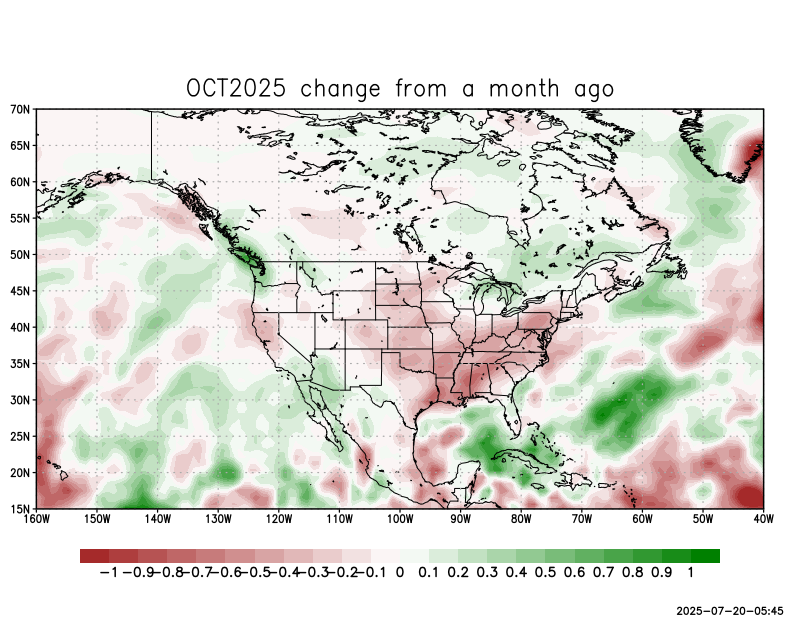 OCT2025 change from a month ago
70N
65N
60N
55N
50N
45N
40N
35N
30N
25N
20N
15N
160W 150W 140W 130W 120W 110W 100W 90W 80W 70W 60W 50W 40W
-1 -0.9 -0.8 -0.7 -0.6 -0.5 -0.4 -0.3 -0.2 -0.1 0 0.1 0.2 0.3 0.4 0.5 0.6 0.7 0.8 0.9 1
2025-07-20-05:45